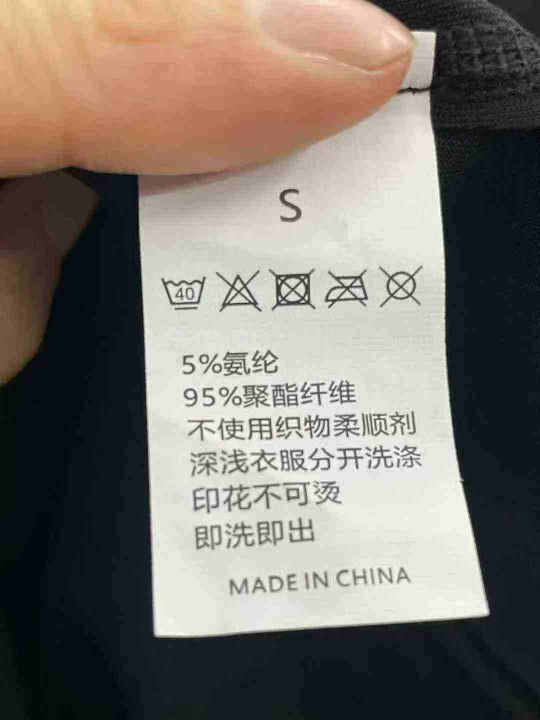 S
40
5%氨纶
95%聚酯纤维
不使用织物柔顺剂
深浅衣服分开洗涤
印花不可烫
即洗即出
MADE IN CHINA